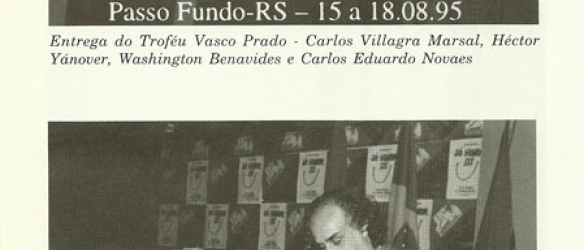 Passo Fundo-RS – 15 a 18.08.95
Entrega do Troféu Vasco Prado - Carlos Villagra Marsal, Héctor
Yánover, Washington Benavides e Carlos Eduardo Novaes